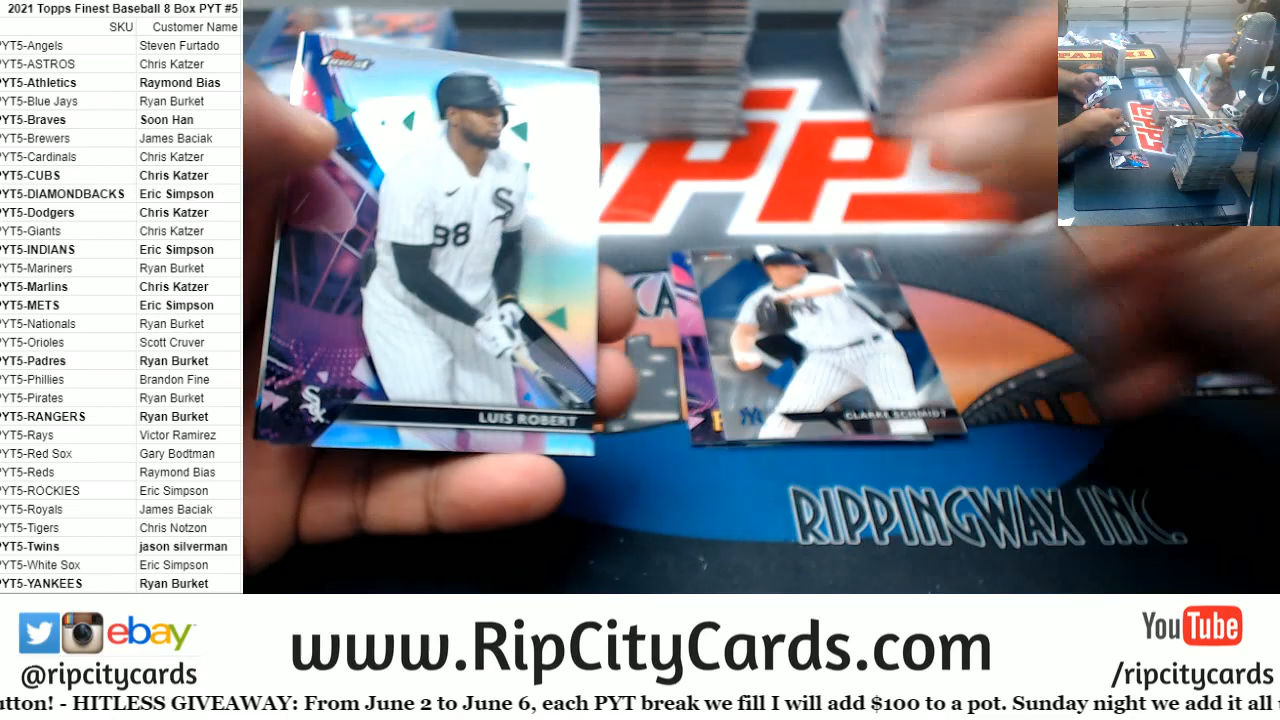 2021 Topps Finest Baseball 8 Box PYT #5
SKU Customer Name
PYT5-Angels Steven Furtado
PYT5-ASTROS Chris Katzer
PYT5-Athletics Raymond Bias
PYT5-Blue Jays Ryan Burket
PYT5-Braves Soon Han
PYT5-Brewers James Baciak
PYT5-Cardinals Chris Katzer
PYT5-CUBS Chris Katzer
PYT5-DIAMONDBACKS Eric Simpson
PYT5-Dodgers Chris Katzer
PYT5-Giants Chris Katzer
PYT5-INDIANS Eric Simpson
PYT5-Mariners Ryan Burket
PYT5-Marlins Chris Katzer
PYT5-METS Eric Simpson
PYT5-Nationals Ryan Burket
PYT5-Orioles Scott Cruver
PYT5-Padres Ryan Burket
PYT5-Phillies Brandon Fine
PYT5-Pirates Ryan Burket
PYT5-RANGERS Ryan Burket
PYT5-Rays Victor Ramirez
PYT5-Red Sox Gary Bodtman
PYT5-Reds Raymond Bias
PYT5-ROCKIES Eric Simpson
PYT5-Royals James Baciak
PYT5-Tigers Chris Notzon
PYT5-Twins jason silverman
PYT5-White Sox Eric Simpson
PYT5-YANKEES Ryan Burket
Topps Finest
98
Sox
LUIS ROBERT
Sox
CLARKE SCHMIDT
NY
RIPPINGWAX INC.
PANINI
TOPPS
ebay
@ripcitycards
www.RipCityCards.com
YouTube
/ripcitycards
utton! - HITLESS GIVEAWAY: From June 2 to June 6, each PYT break we fill I will add $100 to a pot. Sunday night we add it all